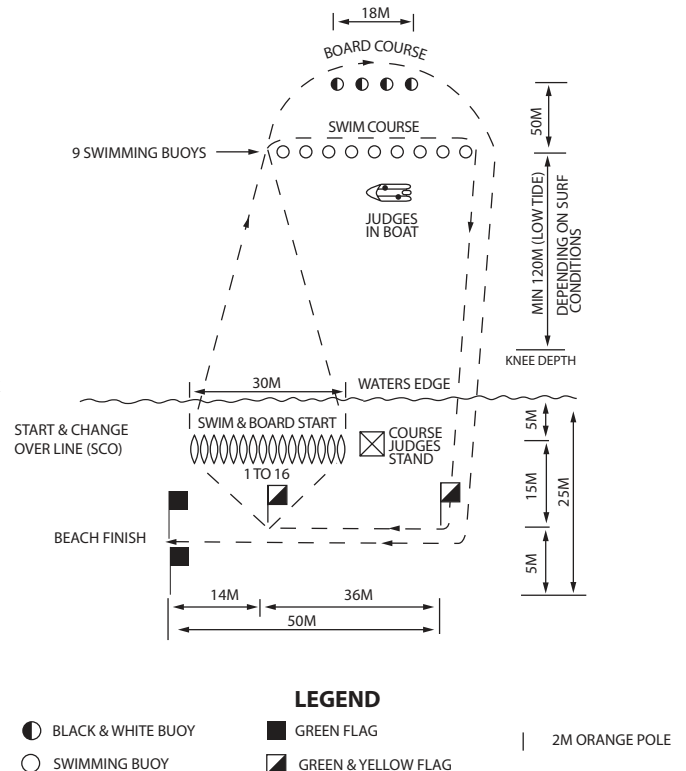 18M
BOARD COURSE
SWIM COURSE
9 SWIMMING BUOYS
50M
JUDGES
IN BOAT
MIN 120M (LOW TIDE)
DEPENDING ON SURF
CONDITIONS
KNEE DEPTH
30M
WATERS EDGE
START & CHANGE
OVER LINE (SCO)
SWIM & BOARD START
COURSE
JUDGES
STAND
1 TO 16
5M
15M
25M
BEACH FINISH
5M
14M
36M
50M
LEGEND
BLACK & WHITE BUOY
GREEN FLAG
2M ORANGE POLE
SWIMMING BUOY
GREEN & YELLOW FLAG